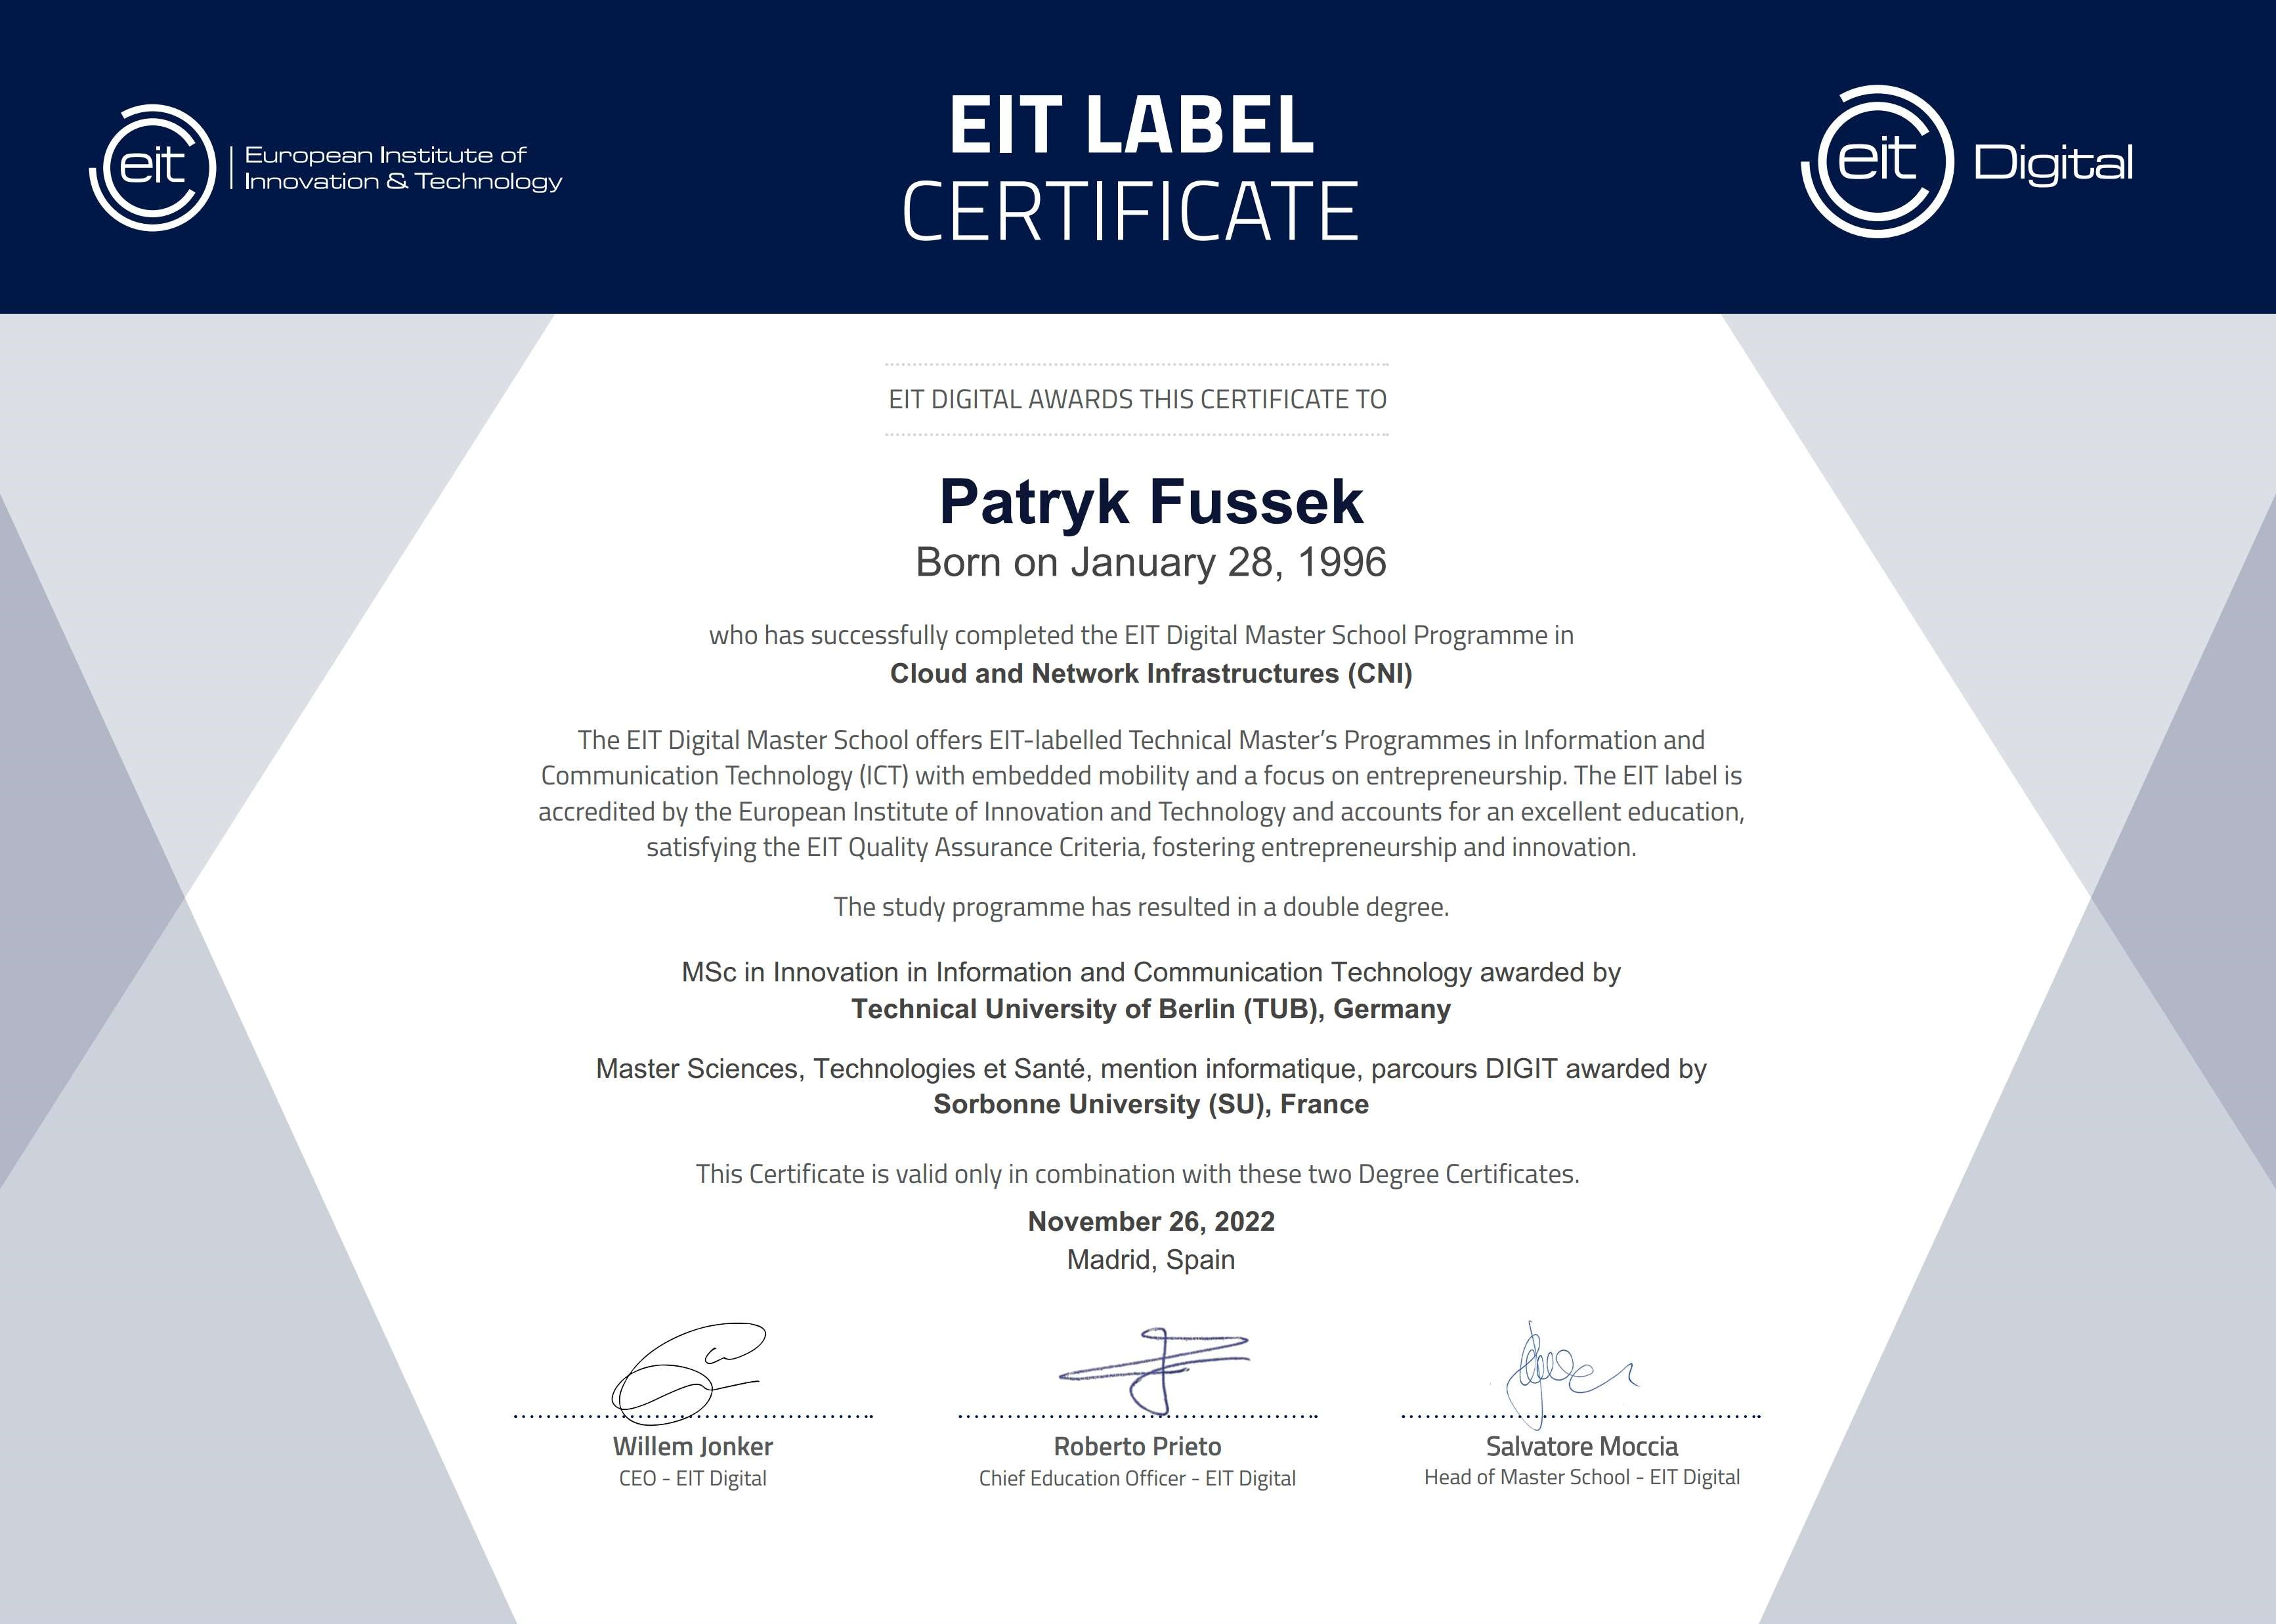 eit
European Institute of
Innovation & Technology
EIT LABEL
CERTIFICATE
eit Digital
EIT DIGITAL AWARDS THIS CERTIFICATE TO
Patryk Fussek
Born on January 28, 1996
who has successfully completed the EIT Digital Master School Programme in
Cloud and Network Infrastructures (CNI)
The EIT Digital Master School offers EIT-labelled Technical Master’s Programmes in Information and
Communication Technology (ICT) with embedded mobility and a focus on entrepreneurship. The EIT label is
accredited by the European Institute of Innovation and Technology and accounts for an excellent education,
satisfying the EIT Quality Assurance Criteria, fostering entrepreneurship and innovation.
The study programme has resulted in a double degree.
MSc in Innovation in Information and Communication Technology awarded by
Technical University of Berlin (TUB), Germany
Master Sciences, Technologies et Santé, mention informatique, parcours DIGIT awarded by
Sorbonne University (SU), France
This Certificate is valid only in combination with these two Degree Certificates.
November 26, 2022
Madrid, Spain
Willem Jonker
CEO - EIT Digital
Roberto Prieto
Chief Education Officer - EIT Digital
Salvatore Moccia
Head of Master School - EIT Digital